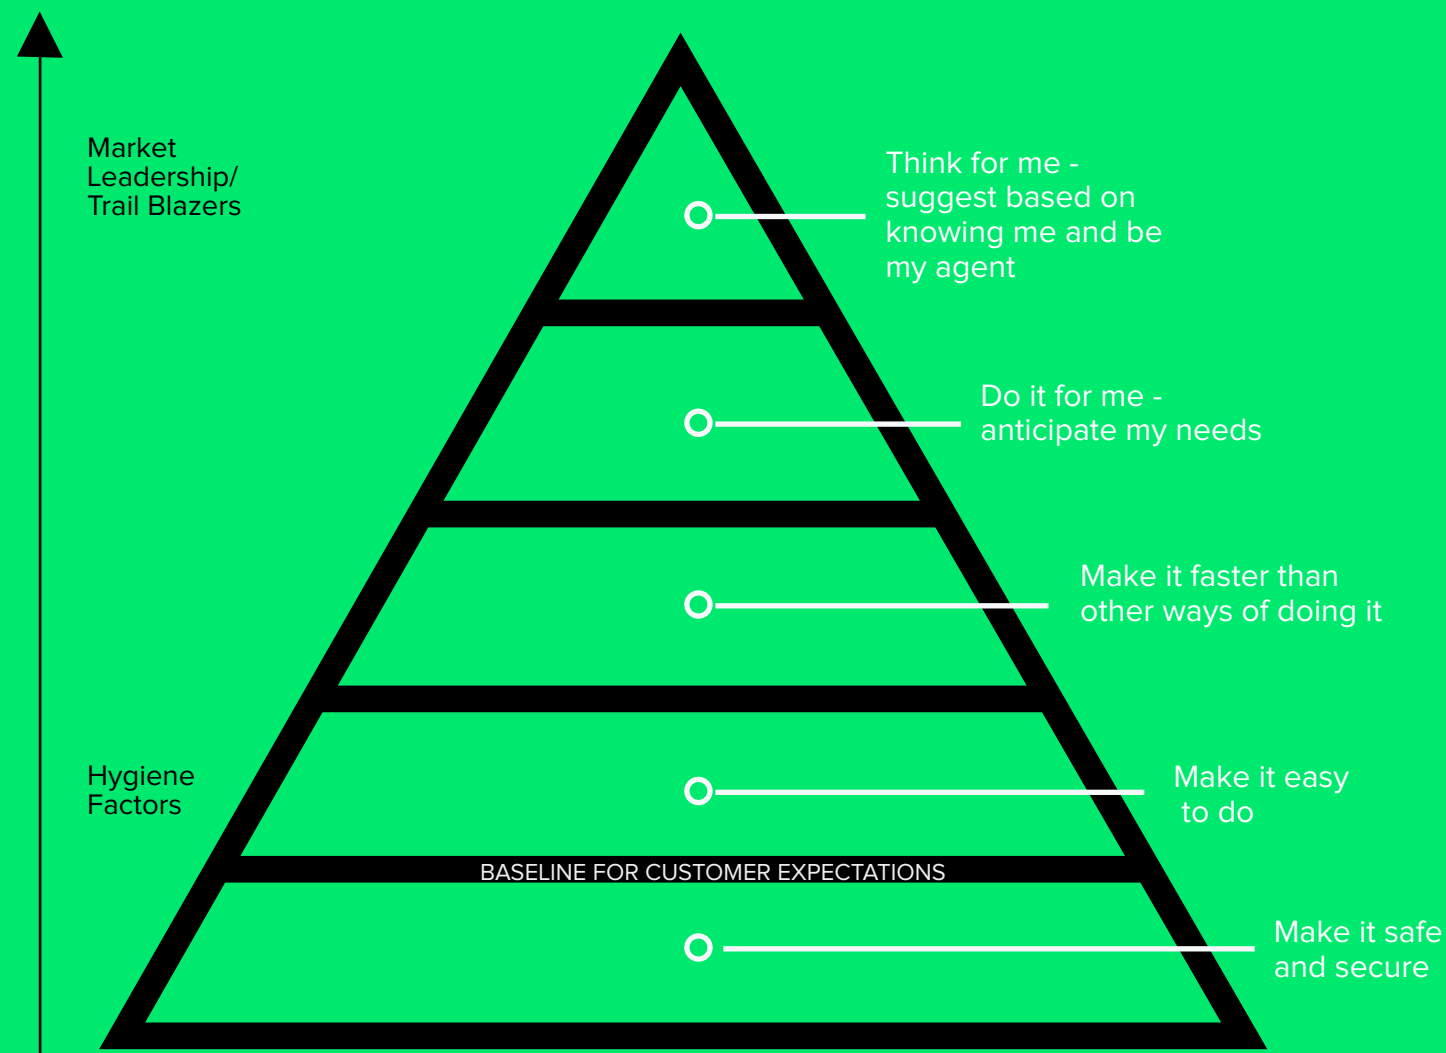 Market
Leadership/
Trail Blazers
Think for me -
suggest based on
knowing me and be
my agent
Do it for me -
anticipate my needs
Make it faster than
other ways of doing it
Hygiene
Factors
Make it easy
to do
BASELINE FOR CUSTOMER EXPECTATIONS
Make it safe
and secure